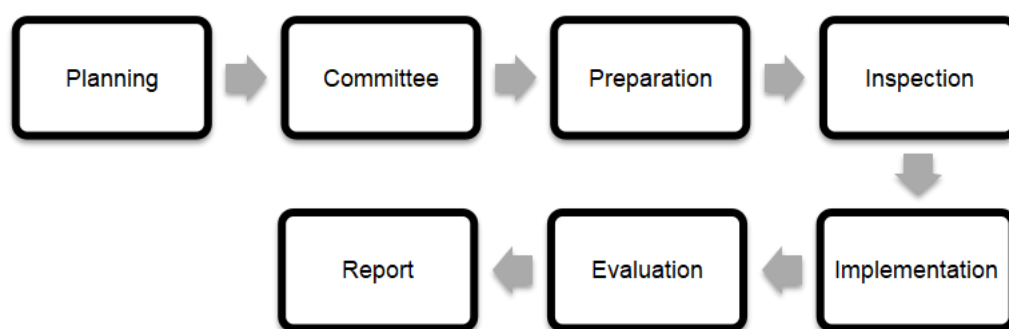 Planning
Committee
Preparation
Inspection
Implementation
Evaluation
Report